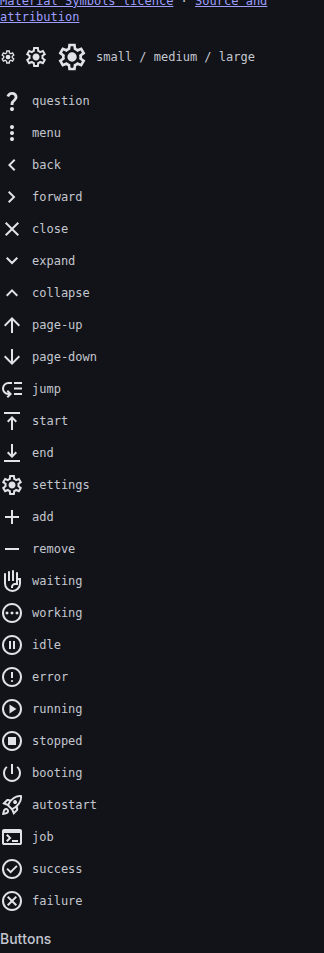 Material Symbols licence · Source and
attribution
small / medium / large
question
menu
back
forward
close
expand
collapse
page-up
page-down
jump
start
end
settings
add
remove
waiting
working
idle
error
running
stopped
booting
autostart
job
success
failure
Buttons